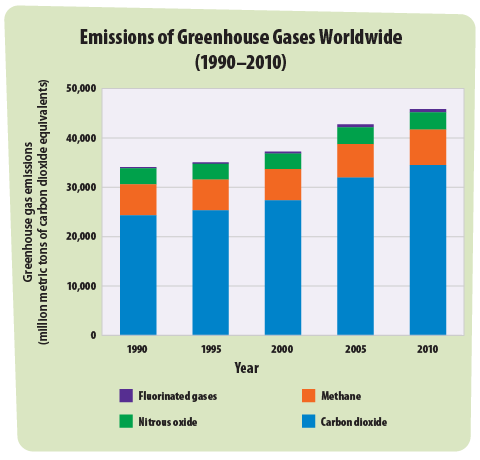 Emissions of Greenhouse Gases Worldwide
(1990–2010)
Greenhouse gas emissions
(million metric tons of carbon dioxide equivalents)
50,000
40,000
30,000
20,000
10,000
0
1990 1995 2000 2005 2010
Year
Fluorinated gases Methane
Nitrous oxide Carbon dioxide